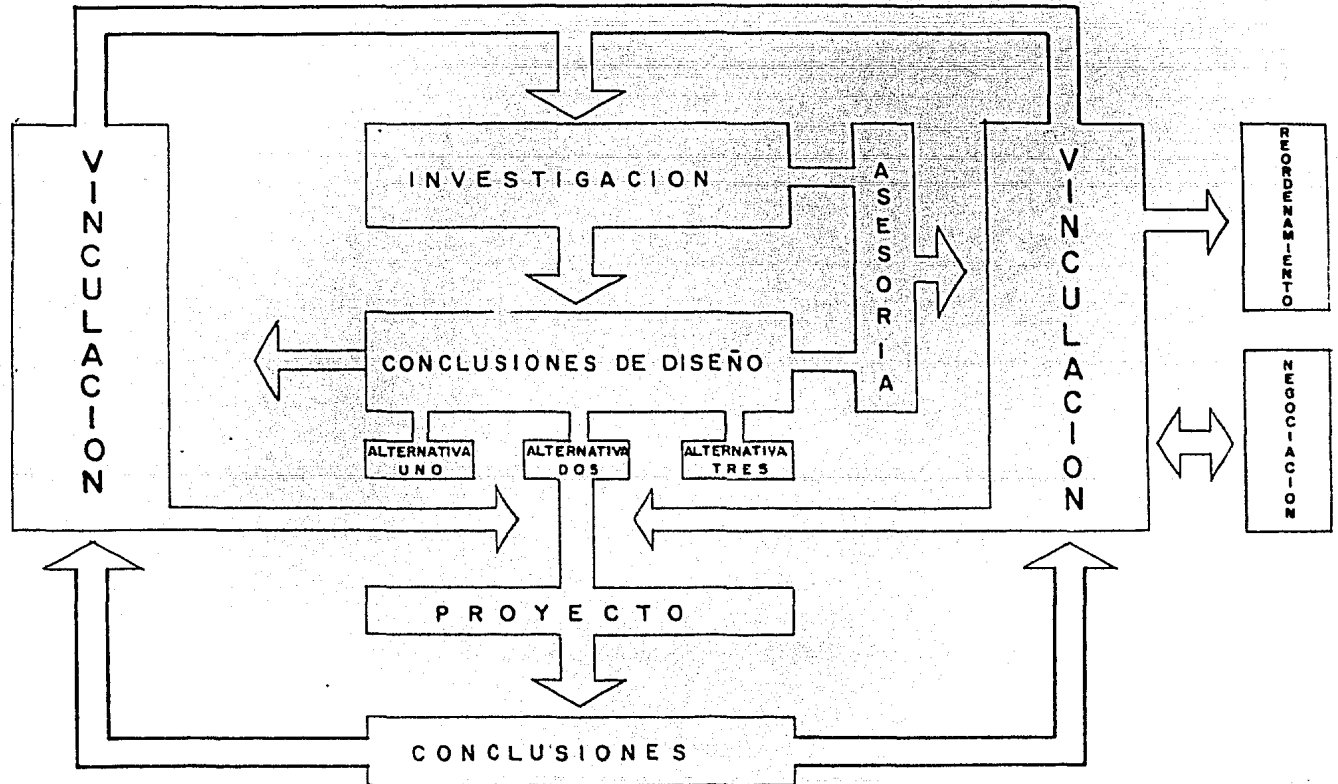 VINCULACION
INVESTIGACION
ASESORIA
VINCULACION
REORDENAMIENTO
CONCLUSIONES DE DISEÑO
NEGOCIACION
ALTERNATIVA
UNO
ALTERNATIVA
DOS
ALTERNATIVA
TRES
PROYECTO
CONCLUSIONES